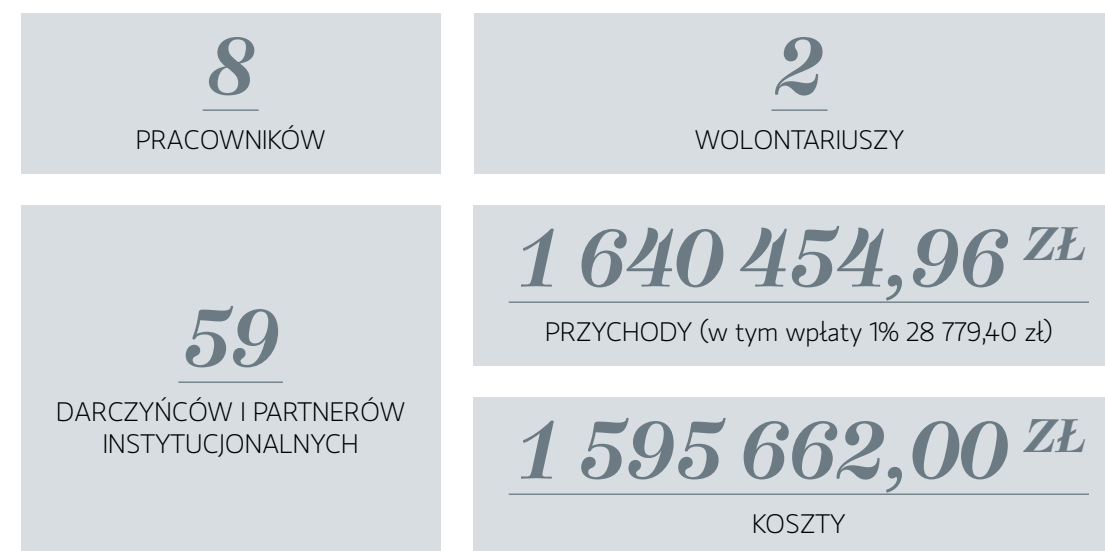 8
PRACOWNIKÓW
2
WOLONTARIUSZY
59
DARCZYŃCÓW I PARTNERÓW
INSTYTUCJONALNYCH
1 640 454,96 ZŁ
PRZYCHODY (w tym wpłaty 1% 28 779,40 zł)
1 595 662,00 ZŁ
KOSZTY